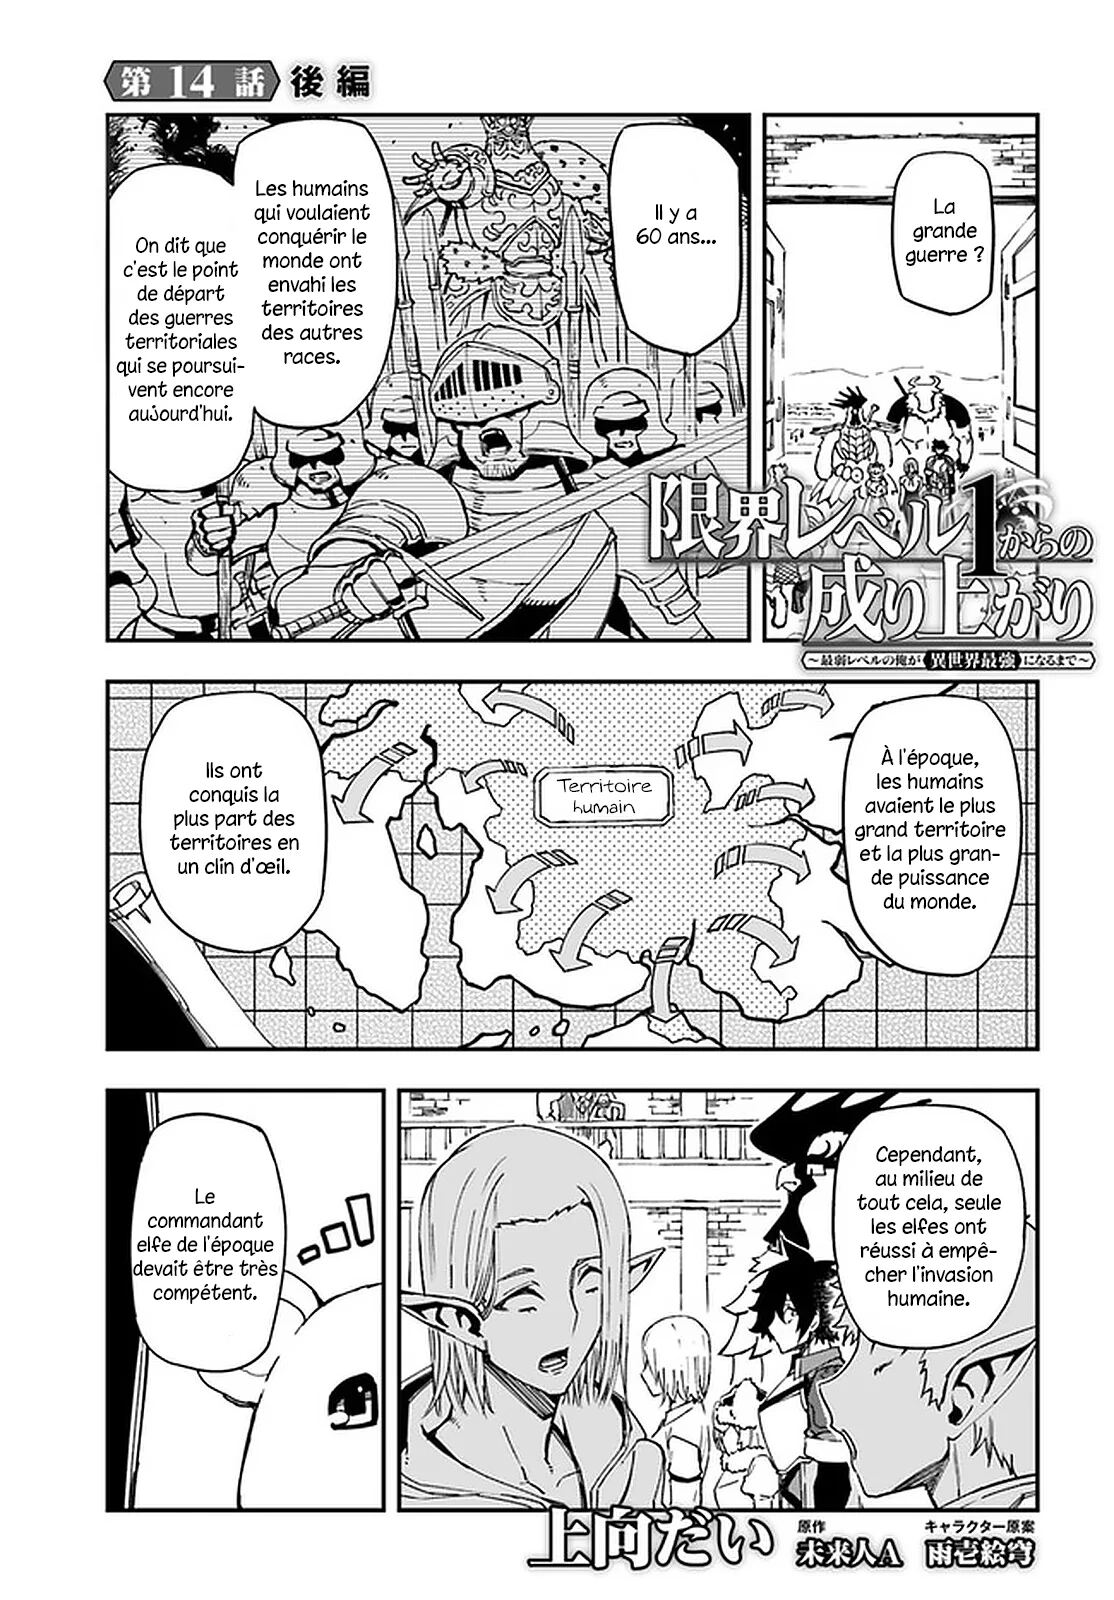 第14話 後編
La
grande
guerre ?
Il y a
60 ans...
Les humains
qui voulaient
conquérir le
monde ont
envahi les
territoires
des autres
races.
On dit que
c'est le point
de départ
des guerres
territoriales
qui se poursui-
vent encore
aujourd'hui.
限界レベル1からの
成り上がり
～最弱レベルの俺が異世界最強になるまで～
À l'époque,
les humains
avaient le plus
grand territoire
et la plus gran-
de puissance
du monde.
Territoire
humain
Ils ont
conquis la
plus part des
territoires en
un clin d'œil.
Cependant,
au milieu de
tout cela, seule
les elfes ont
réussi à empê-
cher l'invasion
humaine.
Le
commandant
elfe de l'époque
devait être très
compétent.
上向だい
原作
未来人A
キャラクター原案
雨壱絵穹